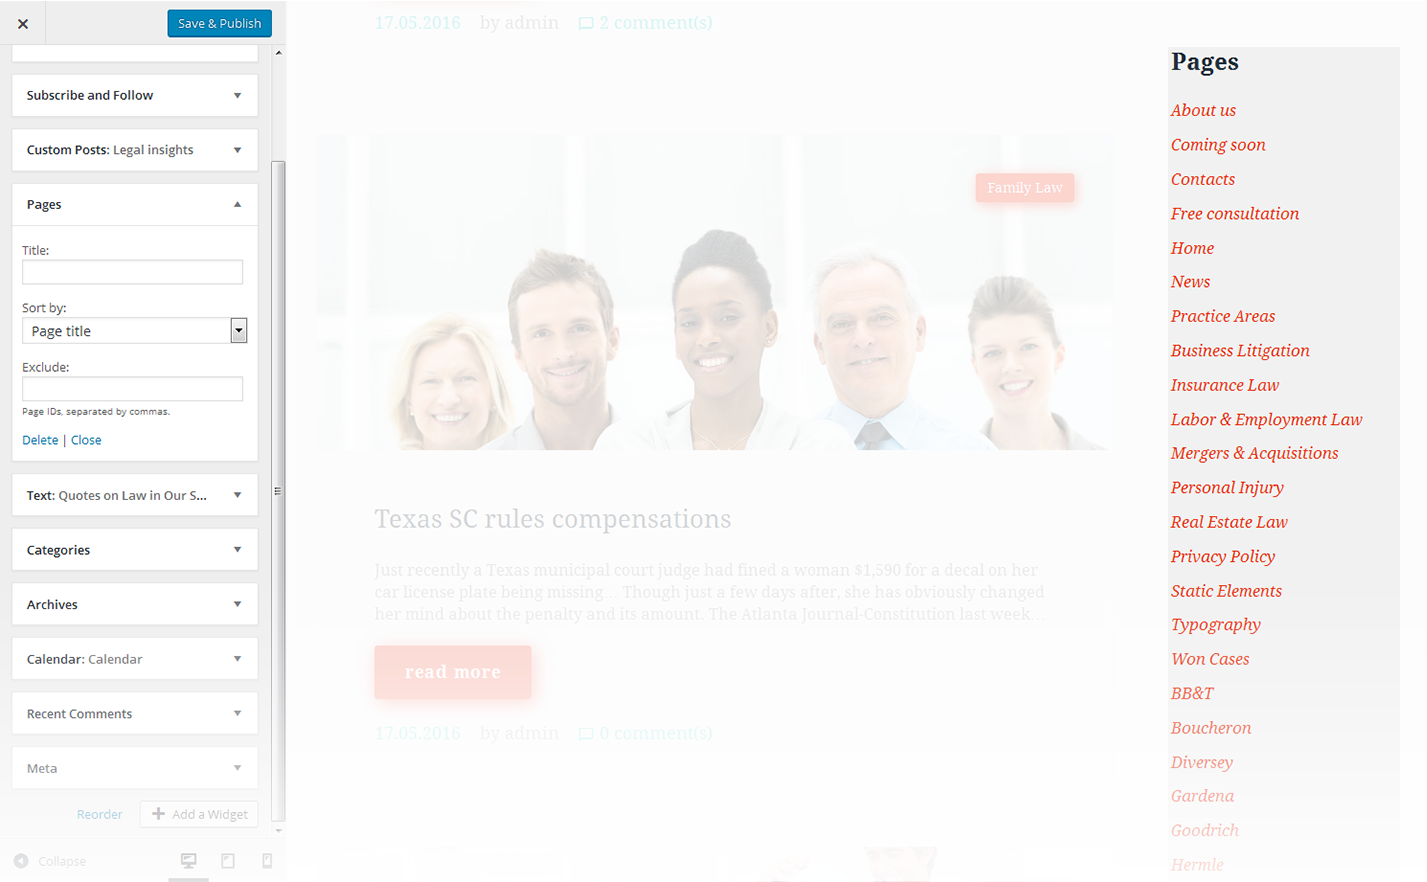 Save & Publish
Subscribe and Follow
Custom Posts: Legal insights
Pages
Title:
Sort by:
Page title
Exclude:
Page IDs, separated by commas.
Delete | Close
Text: Quotes on Law in Our S...
Categories
Archives
Calendar: Calendar
Recent Comments
Meta
Reorder
Add a Widget
Collapse
17.05.2016 by admin 2 comment(s)
Family Law
Texas SC rules compensations
Just recently a Texas municipal court judge had fined a woman $1,590 for a decal on her
car license plate being missing... Though just a few days after, she has obviously changed
her mind about the penalty and its amount. The Atlanta Journal-Constitution last week...
read more
17.05.2016 by admin 0 comment(s)
Pages
About us
Coming soon
Contacts
Free consultation
Home
News
Practice Areas
Business Litigation
Insurance Law
Labor & Employment Law
Mergers & Acquisitions
Personal Injury
Real Estate Law
Privacy Policy
Static Elements
Typography
Won Cases
BB&T
Boucheron
Diversey
Gardena
Goodrich
Hermle